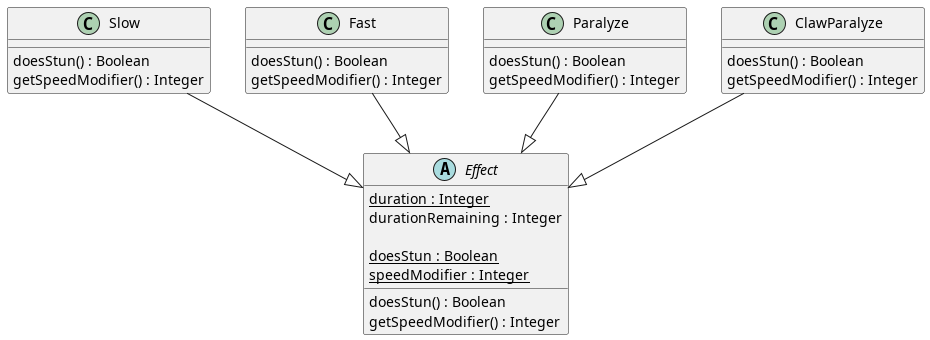 C Slow
doesStun() : Boolean
getSpeedModifier() : Integer
C Fast
doesStun() : Boolean
getSpeedModifier() : Integer
C Paralyze
doesStun() : Boolean
getSpeedModifier() : Integer
C ClawParalyze
doesStun() : Boolean
getSpeedModifier() : Integer
A Effect
duration : Integer
durationRemaining : Integer
doesStun : Boolean
speedModifier : Integer
doesStun() : Boolean
getSpeedModifier() : Integer